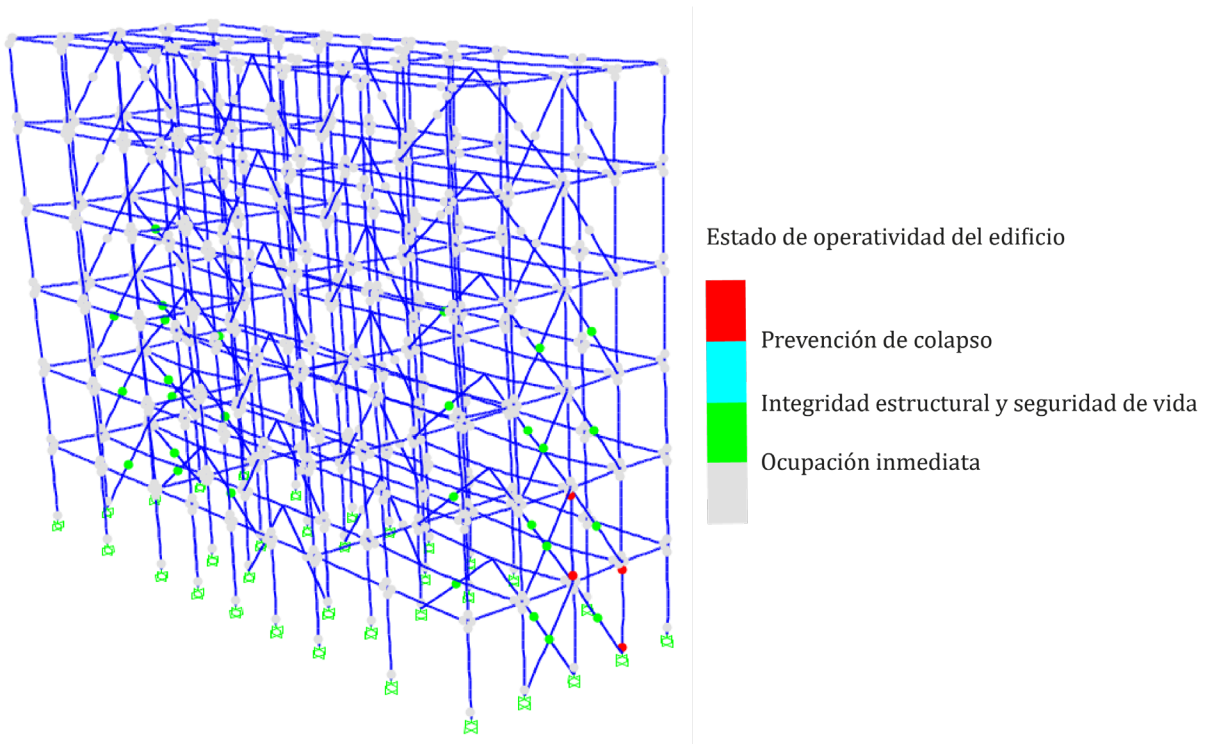 Estado de operatividad del edificio
Prevención de colapso
Integridad estructural y seguridad de vida
Ocupación inmediata